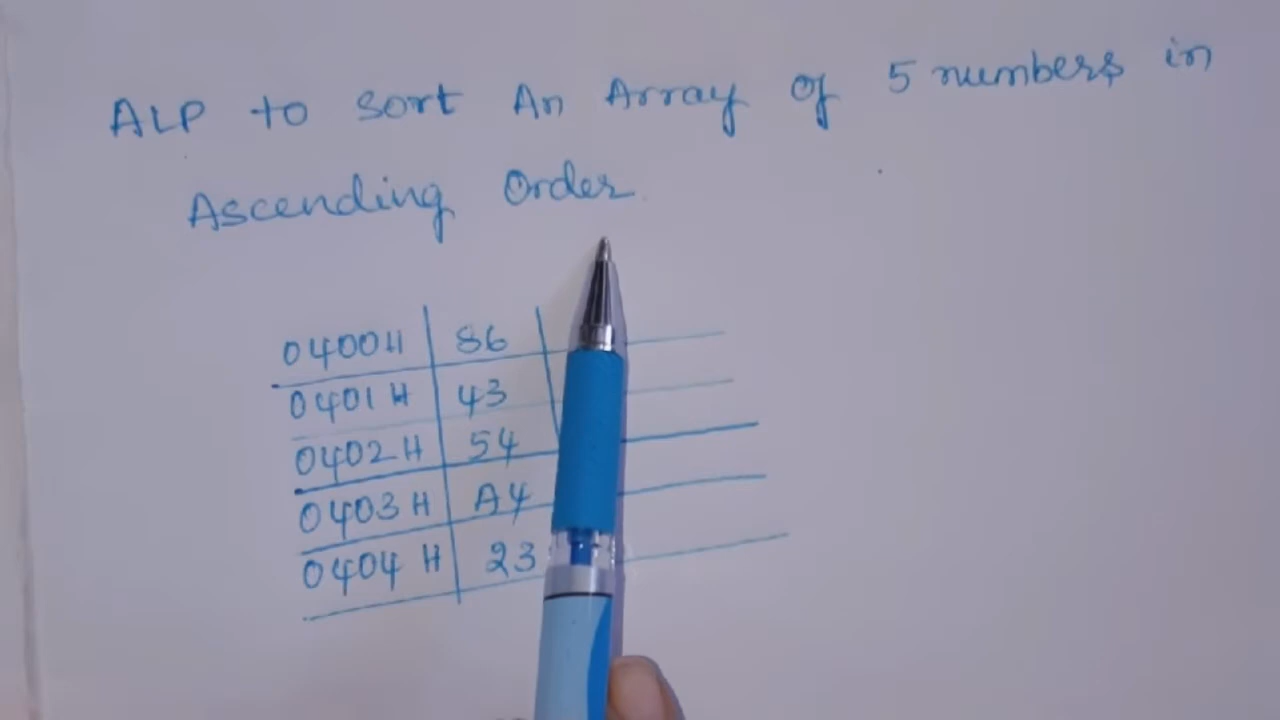 ALP to sort An Array of 5 numbers in
Ascending Order
0400H 86
0401H 43
0402H 54
0403H A4
0404H 23